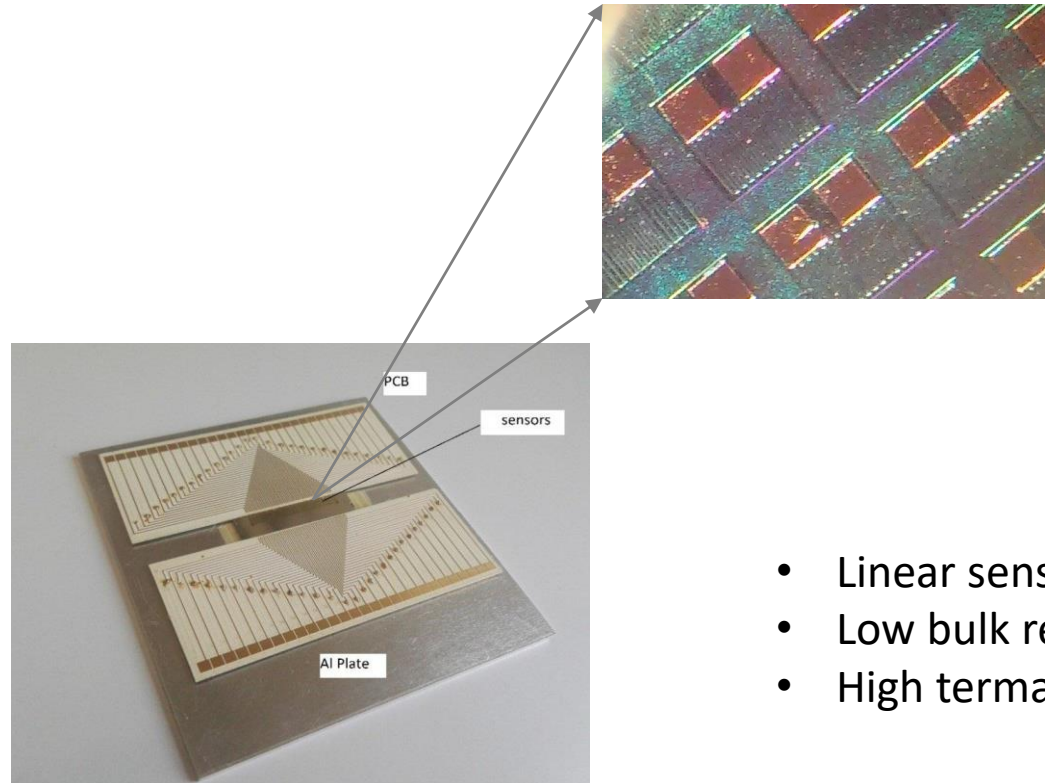 PCB
sensors
Al Plate
• Linear sens
• Low bulk re
• High terma